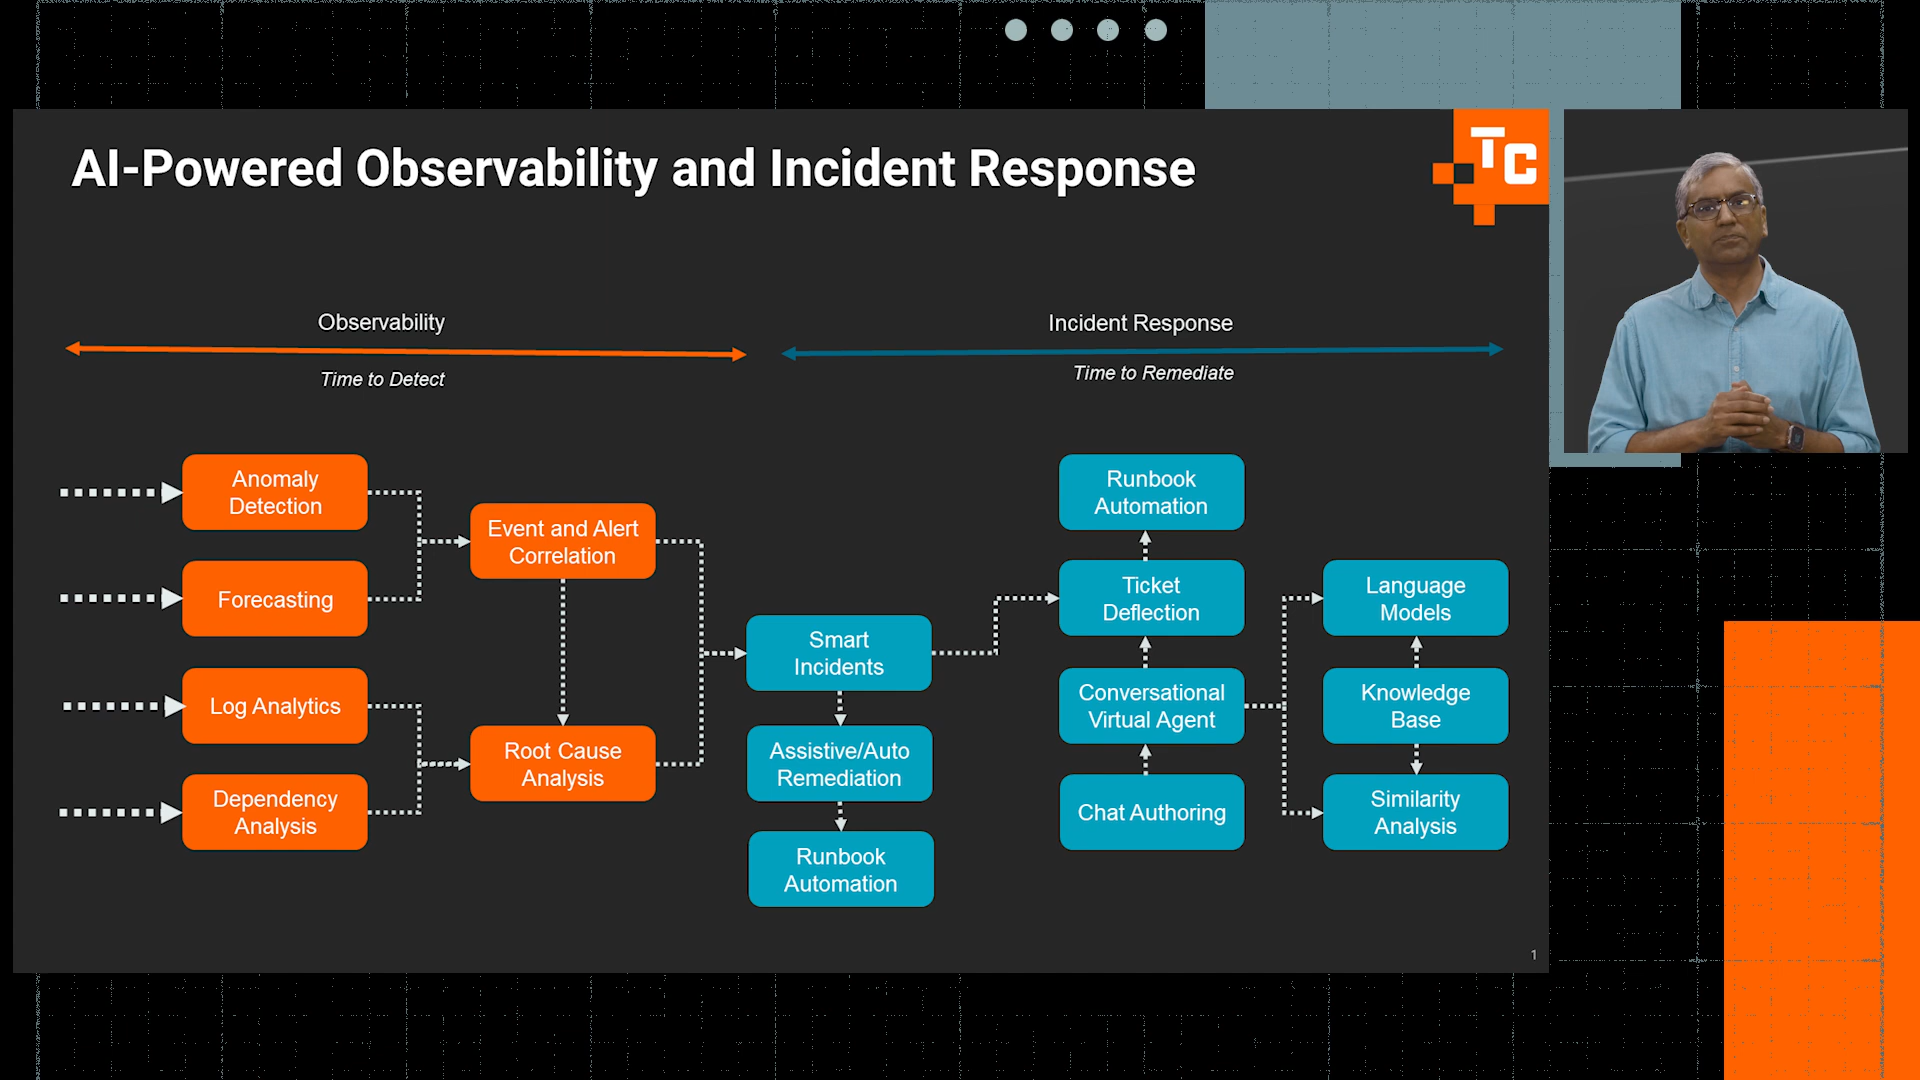 AI-Powered Observability and Incident Response
TC
Observability
Time to Detect
Incident Response
Time to Remediate
Anomaly
Detection
Forecasting
Log Analytics
Dependency
Analysis
Event and Alert
Correlation
Root Cause
Analysis
Smart
Incidents
Assistive/Auto
Remediation
Runbook
Automation
Runbook
Automation
Ticket
Deflection
Conversational
Virtual Agent
Chat Authoring
Language
Models
Knowledge
Base
Similarity
Analysis
1